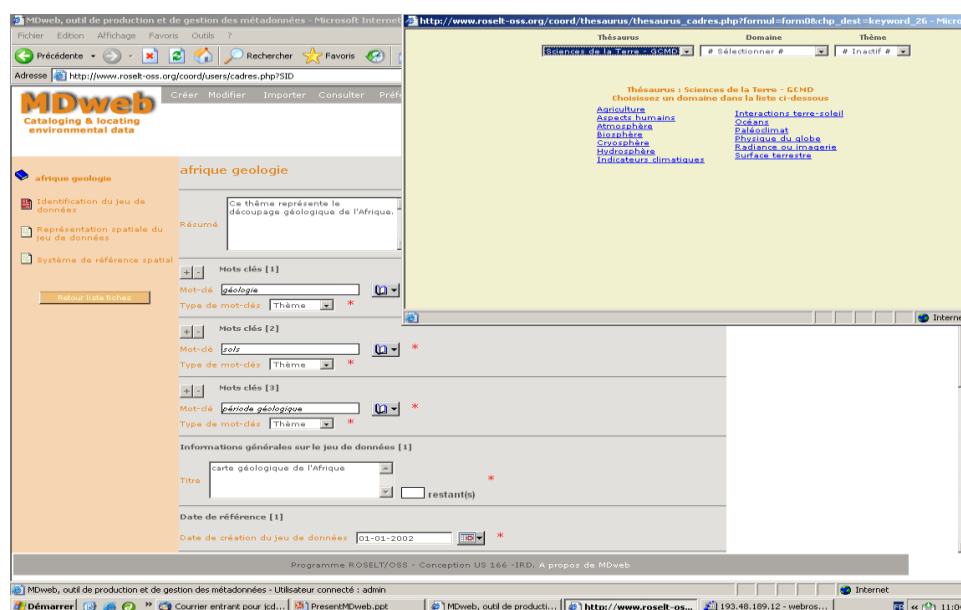 MDweb, outil de production et de gestion des métadonnées - Microsoft Internet
Fichier Edition Affichage Favoris Outils ?
Précédente Rechercher Favoris
Adresse http://www.roselt-oss.org/coord/users/cadres.php?SID
MDweb
Cataloging & locating
environmental data
Créer Modifier Importer Consulter Préf
afrique geologie
Identification du jeu de
données
Représentation spatiale du
jeu de données
Système de référence spatial
Retour liste fiches
afrique geologie
Résumé
Ce thème représente le
découpage géologique de l'Afrique.
+ - Mots clés [1]
Mot-clé géologie
Type de mot-clés Thème *
+ - Mots clés [2]
Mot-clé sols *
Type de mot-clés Thème *
+ - Mots clés [3]
Mot-clé période géologique *
Type de mot-clés Thème *
Informations générales sur le jeu de données [1]
Titre carte géologique de l'Afrique *
restant(s)
Date de référence [1]
Date de création du jeu de données 01-01-2002 *
Programme ROSELT/OSS - Conception US 166 -IRD. A propos de MDweb
http://www.roselt-oss.org/coord/thesaurus/thesaurus_cadres.php?formul=form0&chp_dest=keyword_26 - Micro
Thésaurus Domaine Thème
Sciences de la Terre - GCMD # Sélectionner # # Inactif #
Thésaurus : Sciences de la Terre - GCMD
Choisissez un domaine dans la liste ci-dessous
Agriculture
Aspects humains
Atmosphère
Biosphère
Cryosphère
Hydrosphère
Indicateurs climatiques
Interactions terre-soleil
Océans
Paléoclimat
Physique du globe
Radiance ou imagerie
Surface terrestre
Interne
MDweb, outil de production et de gestion des métadonnées - Utilisateur connecté : admin
Internet
Démarrer » Courrier entrant pour jcd... PresentMDweb.ppt MDweb, outil de producti... http://www.roselt-os... 193.48.189.12 - webros... « 11:0